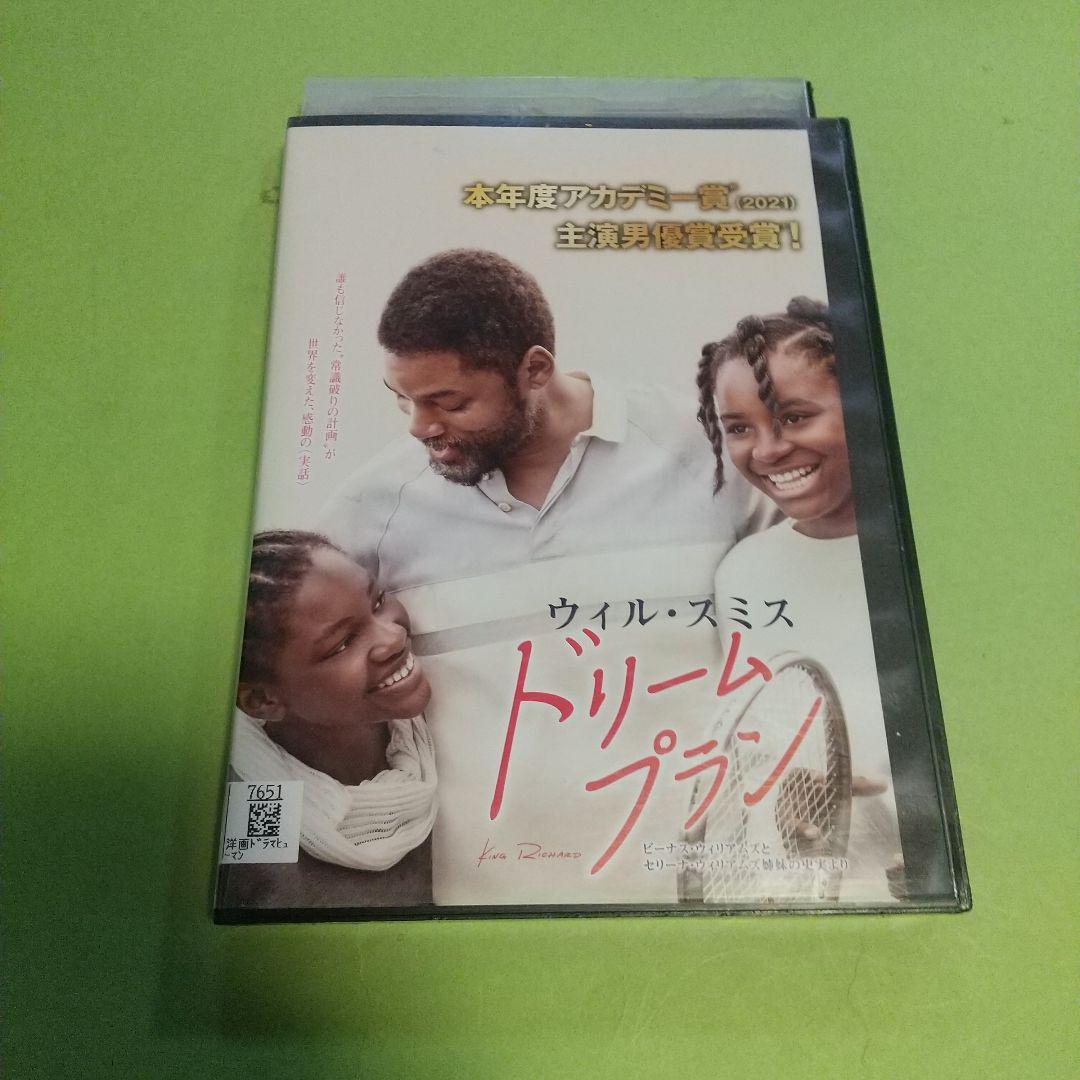 本年度アカデミー賞®(2021)
主演男優賞受賞!
誰も信じなかった“常識破りの計画”が
世界を変えた、感動の〈実話〉
ウィル・スミス
ドリーム
プラン
KING RICHARD
ビーナス・ウィリアムズと
セリーナ・ウィリアムズ姉妹の史実より
7651
洋画ドラマヒュ
ーマン